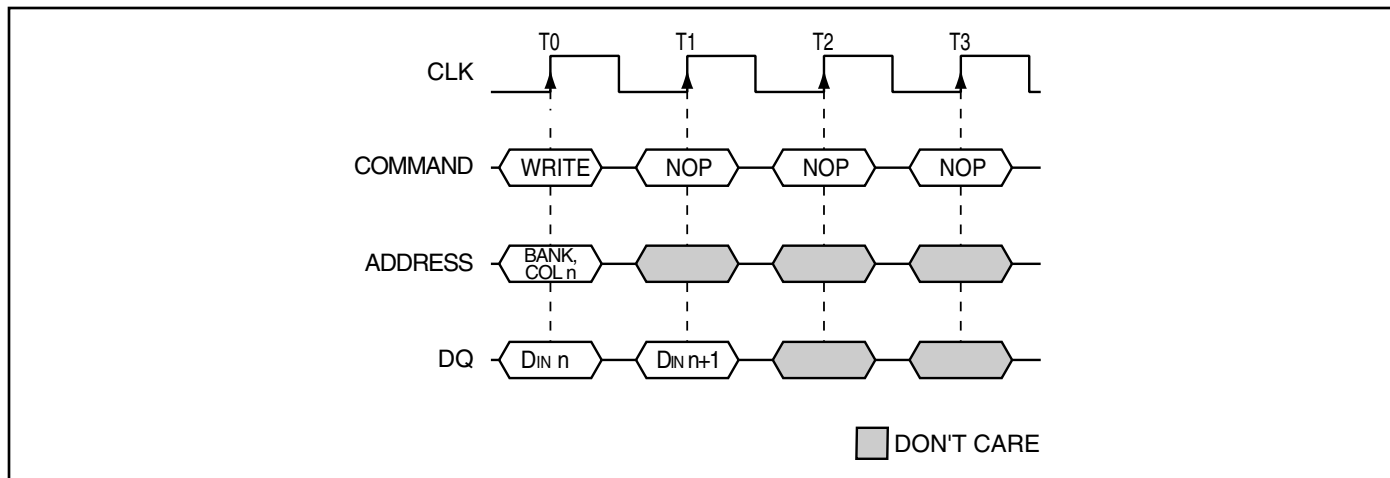 T0 T1 T2 T3
CLK
COMMAND WRITE NOP NOP NOP
ADDRESS BANK,
COL n
DQ DIN n DIN n+1
DON'T CARE